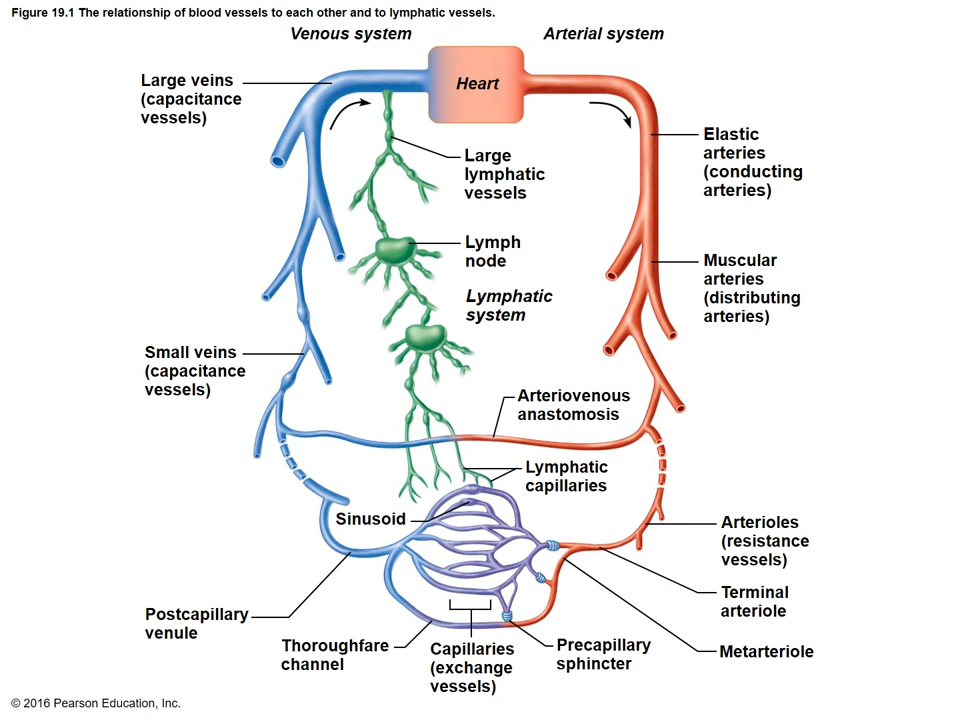 Figure 19.1 The relationship of blood vessels to each other and to lymphatic vessels.
Venous system
Arterial system
Heart
Large veins
(capacitance
vessels)
Elastic
arteries
(conducting
arteries)
Large
lymphatic
vessels
Lymph
node
Muscular
arteries
(distributing
arteries)
Lymphatic
system
Small veins
(capacitance
vessels)
Arteriovenous
anastomosis
Lymphatic
capillaries
Sinusoid
Arterioles
(resistance
vessels)
Terminal
arteriole
Postcapillary
venule
Thoroughfare
channel
Capillaries
(exchange
vessels)
Precapillary
sphincter
Metarteriole
© 2016 Pearson Education, Inc.